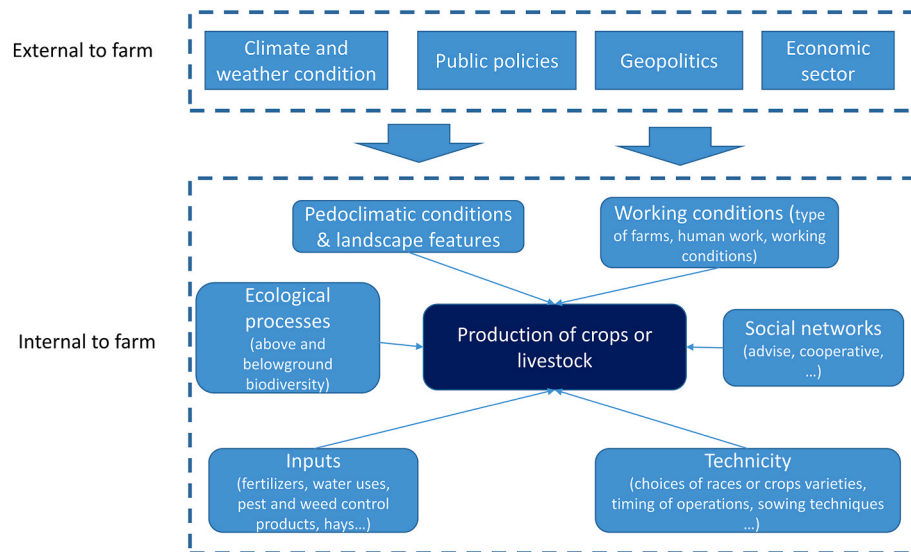 External to farm
Climate and
weather condition
Public policies
Geopolitics
Economic
sector
Internal to farm
Pedoclimatic conditions
& landscape features
Working conditions (type
of farms, human work, working
conditions)
Ecological
processes
(above and
belowground
biodiversity)
Production of crops or
livestock
Social networks
(advise, cooperative,
...)
Inputs
(fertilizers, water uses,
pest and weed control
products, hays...)
Technicity
(choices of races or crops varieties,
timing of operations, sowing techniques
...)